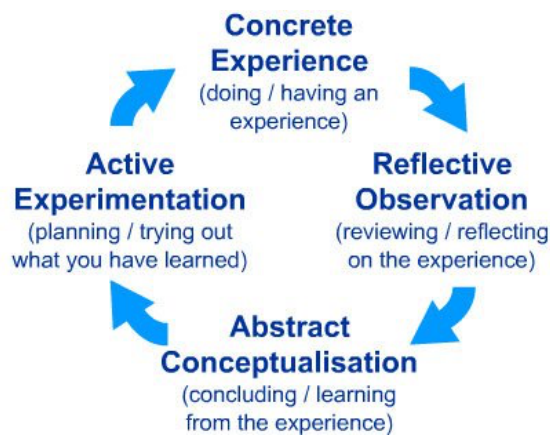 Concrete
Experience
(doing / having an
experience)
Reflective
Observation
(reviewing / reflecting
on the experience)
Abstract
Conceptualisation
(concluding / learning
from the experience)
Active
Experimentation
(planning / trying out
what you have learned)